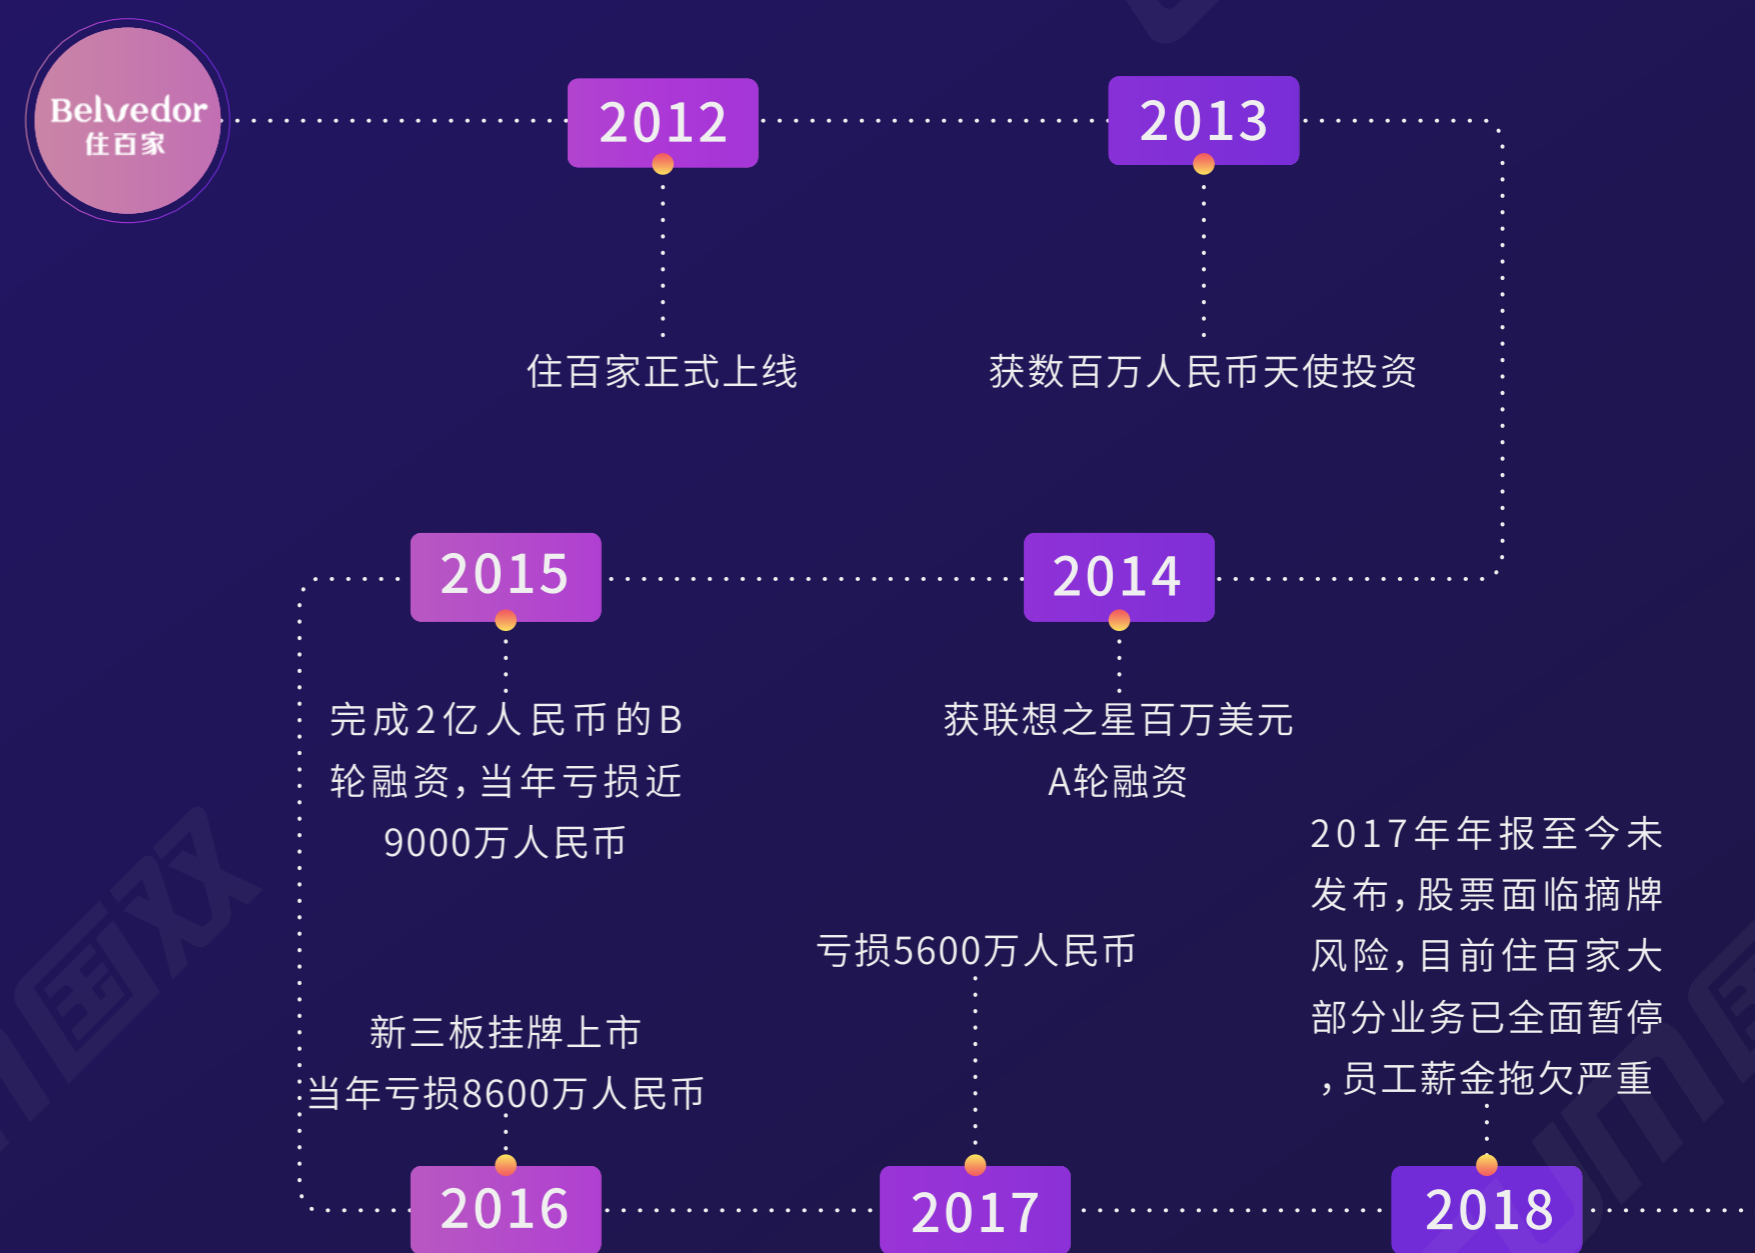 Belvedor
住百家
2012
2013
住百家正式上线
获数百万人民币天使投资
2015
2014
完成2亿人民币的B
轮融资,当年亏损近
9000万人民币
获联想之星百万美元
A轮融资
新三板挂牌上市
当年亏损8600万人民币
亏损5600万人民币
2017年年报至今未
发布,股票面临摘牌
风险,目前住百家大
部分业务已全面暂停
,员工薪金拖欠严重
2016
2017
2018
国双